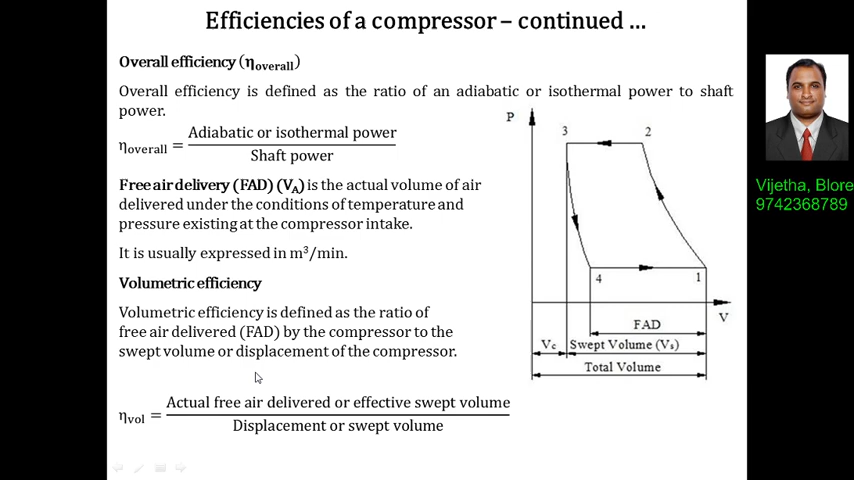 Efficiencies of a compressor – continued ...
Overall efficiency (η overall)
Overall efficiency is defined as the ratio of an adiabatic or isothermal power to shaft
power.
η overall = Adiabatic or isothermal power / Shaft power
Free air delivery (FAD) (V_A) is the actual volume of air
delivered under the conditions of temperature and
pressure existing at the compressor intake.
It is usually expressed in m³/min.
Volumetric efficiency
Volumetric efficiency is defined as the ratio of
free air delivered (FAD) by the compressor to the
swept volume or displacement of the compressor.
η vol = Actual free air delivered or effective swept volume / Displacement or swept volume
P
3
2
4
1
V
FAD
Vc
Swept Volume (Vs)
Total Volume
Vijetha, Blore
9742368789